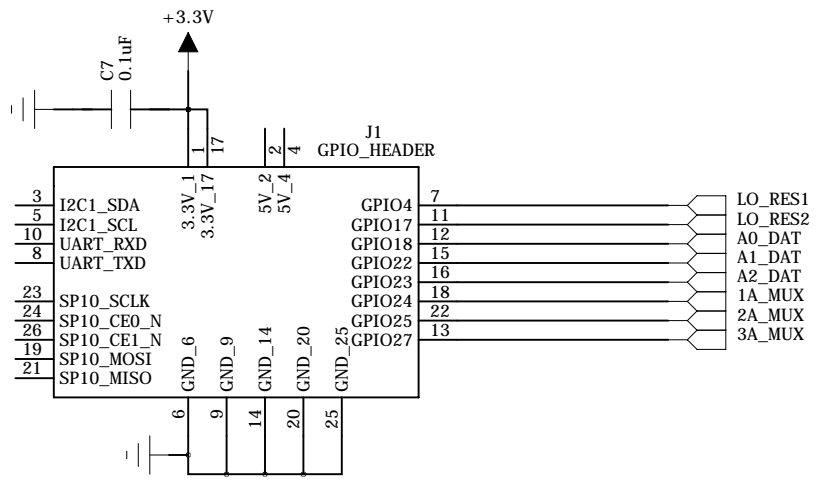 +3.3V
C7
0.1uF
1
17
2
4
J1
GPIO_HEADER
3.3V_1
3.3V_17
5V_2
5V_4
3 I2C1_SDA
5 I2C1_SCL
10 UART_RXD
8 UART_TXD
23 SP10_SCLK
24 SP10_CE0_N
26 SP10_CE1_N
19 SP10_MOSI
21 SP10_MISO
GPIO4 7 LO_RES1
GPIO17 11 LO_RES2
GPIO18 12 A0_DAT
GPIO22 15 A1_DAT
GPIO23 16 A2_DAT
GPIO24 18 1A_MUX
GPIO25 22 2A_MUX
GPIO27 13 3A_MUX
GND_6
GND_9
GND_14
GND_20
GND_25
6
9
14
20
25